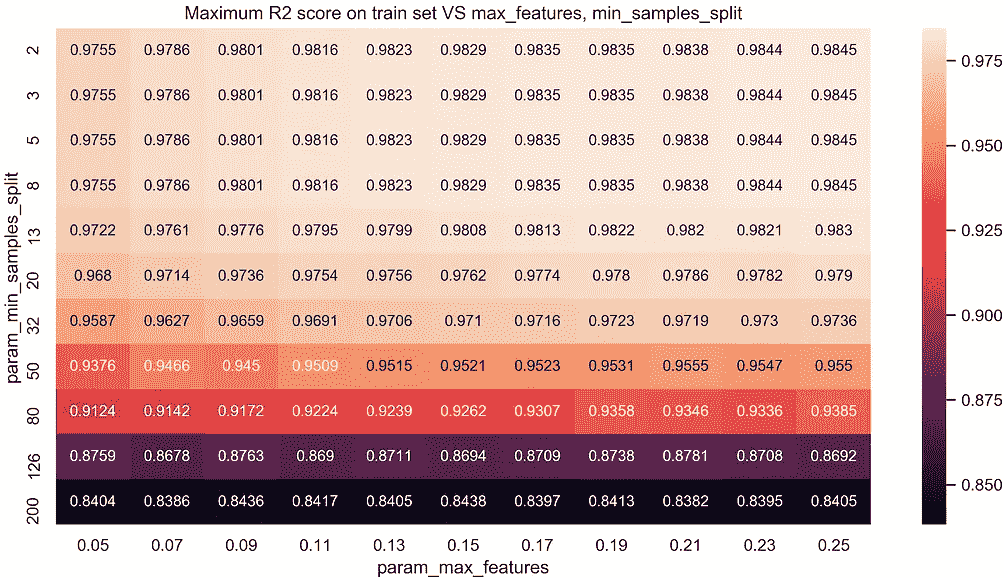 Maximum R2 score on train set VS max_features, min_samples_split
param_min_samples_split
2 0.9755 0.9786 0.9801 0.9816 0.9823 0.9829 0.9835 0.9835 0.9838 0.9844 0.9845
3 0.9755 0.9786 0.9801 0.9816 0.9823 0.9829 0.9835 0.9835 0.9838 0.9844 0.9845
5 0.9755 0.9786 0.9801 0.9816 0.9823 0.9829 0.9835 0.9835 0.9838 0.9844 0.9845
8 0.9755 0.9786 0.9801 0.9816 0.9823 0.9829 0.9835 0.9835 0.9838 0.9844 0.9845
13 0.9722 0.9761 0.9776 0.9795 0.9799 0.9808 0.9813 0.9822 0.982 0.9821 0.983
20 0.968 0.9714 0.9736 0.9754 0.9756 0.9762 0.9774 0.978 0.9786 0.9782 0.979
32 0.9587 0.9627 0.9659 0.9691 0.9706 0.971 0.9716 0.9723 0.9719 0.973 0.9736
50 0.9376 0.9466 0.945 0.9509 0.9515 0.9521 0.9523 0.9531 0.9555 0.9547 0.955
80 0.9124 0.9142 0.9172 0.9224 0.9239 0.9262 0.9307 0.9358 0.9346 0.9336 0.9385
126 0.8759 0.8678 0.8763 0.869 0.8711 0.8694 0.8709 0.8738 0.8781 0.8708 0.8692
200 0.8404 0.8386 0.8436 0.8417 0.8405 0.8438 0.8397 0.8413 0.8382 0.8395 0.8405
0.05 0.07 0.09 0.11 0.13 0.15 0.17 0.19 0.21 0.23 0.25
param_max_features
0.975
0.950
0.925
0.900
0.875
0.850